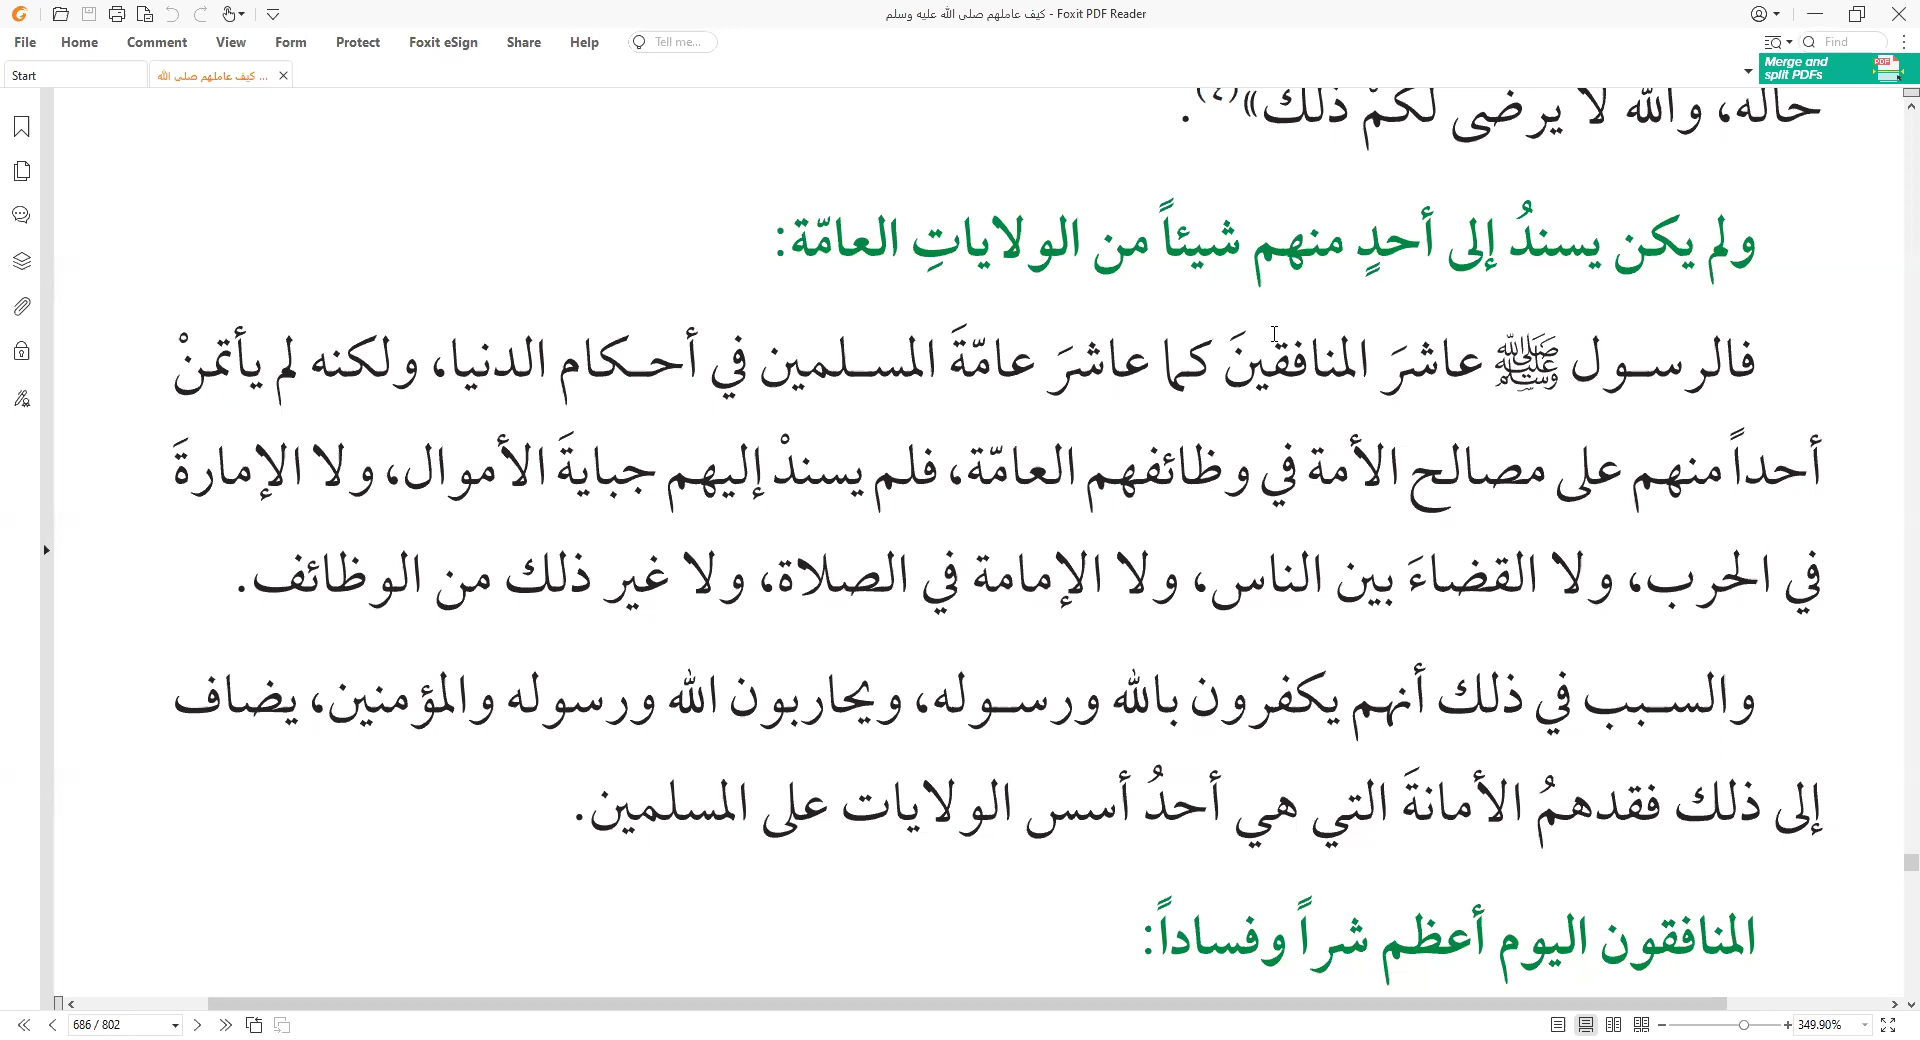 كيف عاملهم صلى الله عليه وسلم - Foxit PDF Reader
File Home Comment View Form Protect Foxit eSign Share Help Tell me... Find
Start
كيف عاملهم صلى الله ...
Merge and
split PDFs
PDF
حاله، والله لا يرضى لكمْ ذلك»(٤).
ولم يكن يسندُ إلى أحدٍ منهم شيئاً من الولاياتِ العامّة:
فالرسول ﷺ عاشرَ المنافقينَ كما عاشرَ عامّةَ المسلمين في أحكام الدنيا، ولكنه لم يأتمنْ
أحداً منهم على مصالح الأمة في وظائفهم العامّة، فلم يسندْ إليهم جبايةَ الأموال، ولا الإمارةَ
في الحرب، ولا القضاءَ بين الناس، ولا الإمامة في الصلاة، ولا غير ذلك من الوظائف.
والسبب في ذلك أنهم يكفرون بالله ورسوله، ويحاربون الله ورسوله والمؤمنين، يضاف
إلى ذلك فقدهمُ الأمانةَ التي هي أحدُ أسس الولايات على المسلمين.
المنافقون اليوم أعظم شراً وفساداً:
686 / 802
349.90%